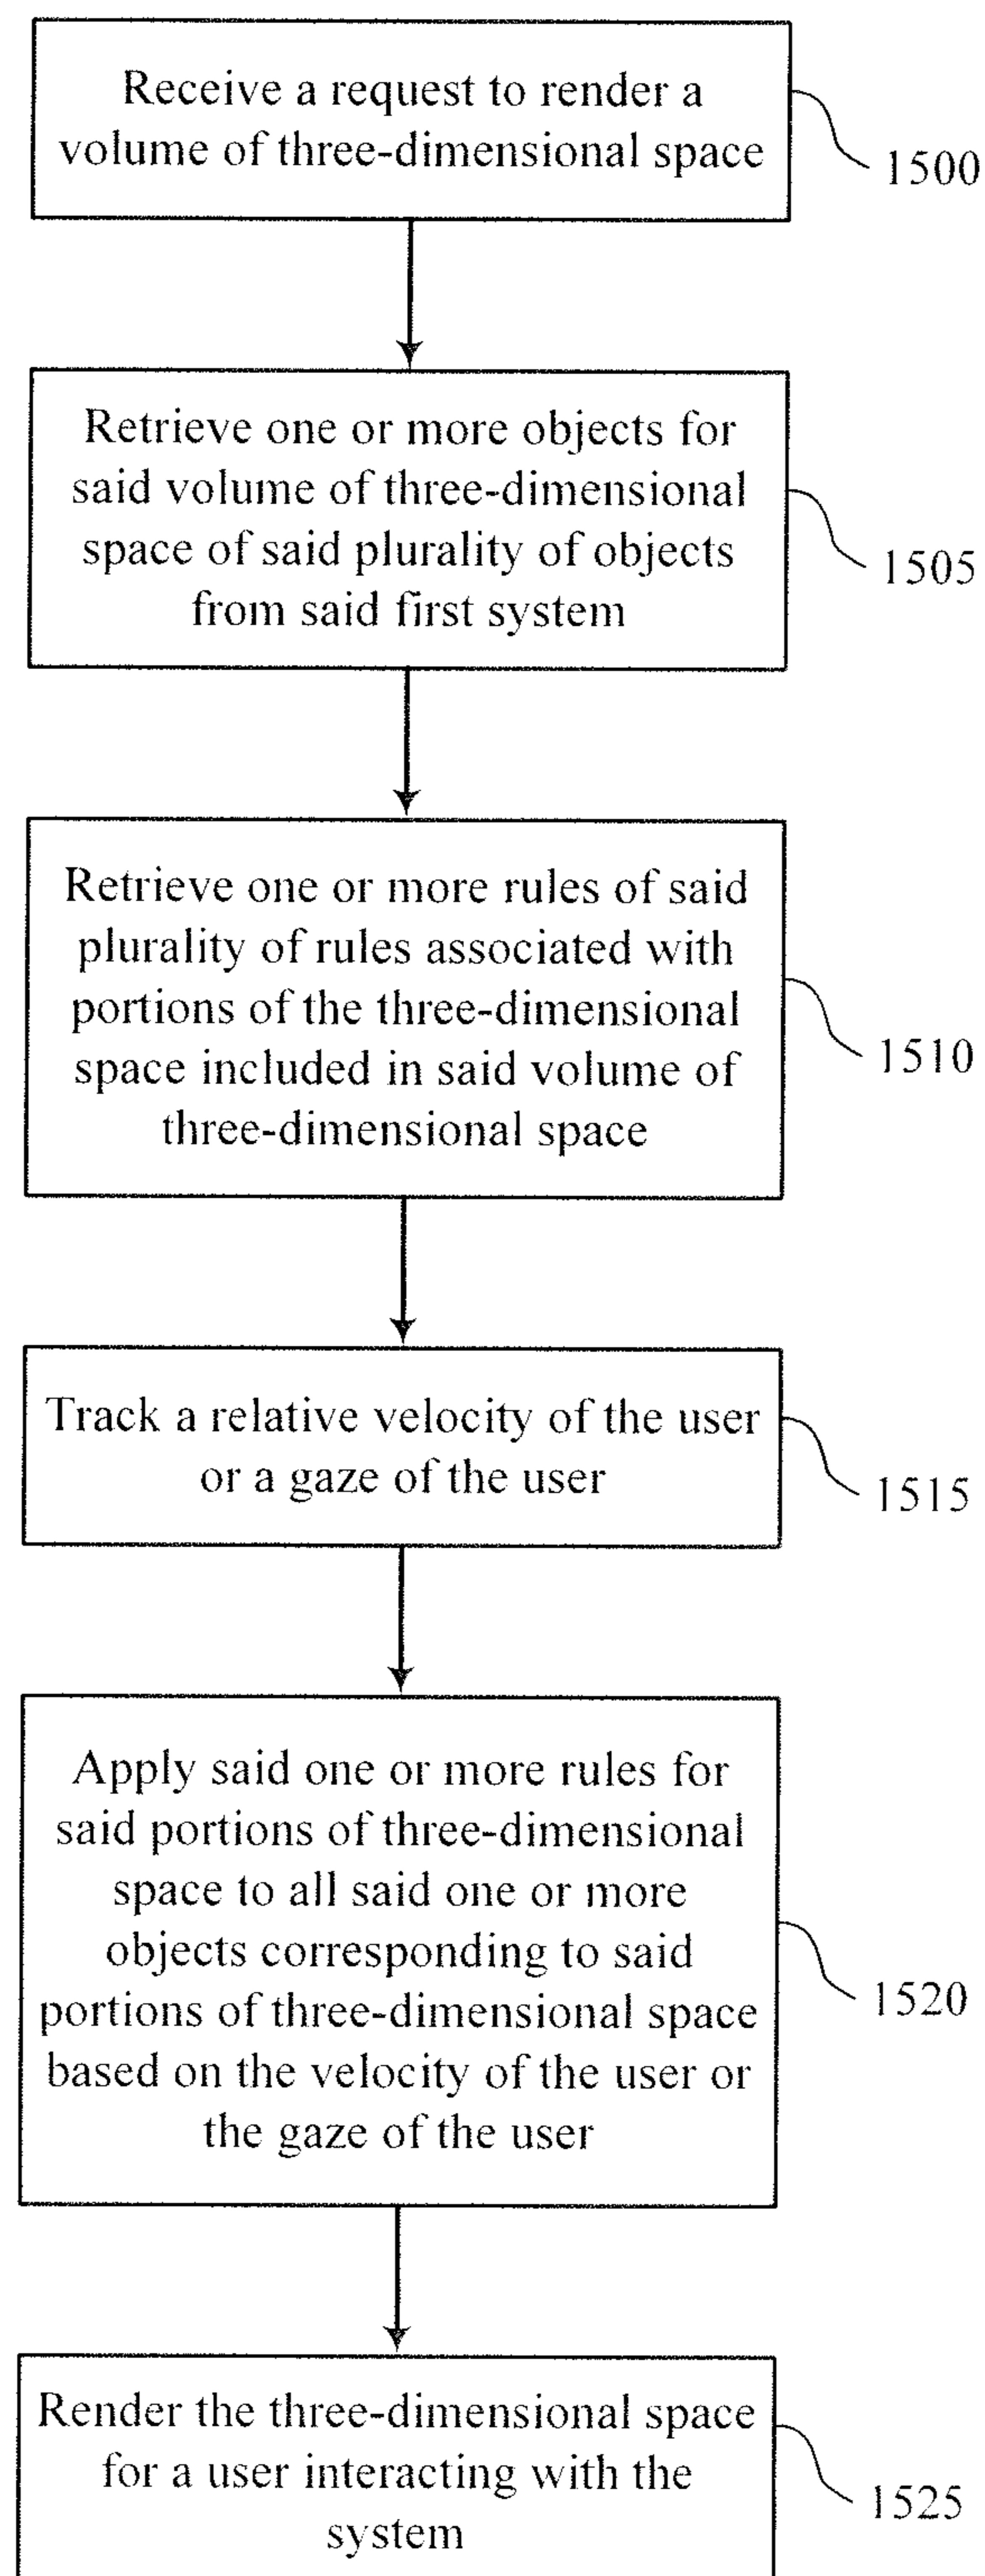 Receive a request to render a
volume of three-dimensional space
1500
Retrieve one or more objects for
said volume of three-dimensional
space of said plurality of objects
from said first system
1505
Retrieve one or more rules of said
plurality of rules associated with
portions of the three-dimensional
space included in said volume of
three-dimensional space
1510
Track a relative velocity of the user
or a gaze of the user
1515
Apply said one or more rules for
said portions of three-dimensional
space to all said one or more
objects corresponding to said
portions of three-dimensional space
based on the velocity of the user or
the gaze of the user
1520
Render the three-dimensional space
for a user interacting with the
system
1525